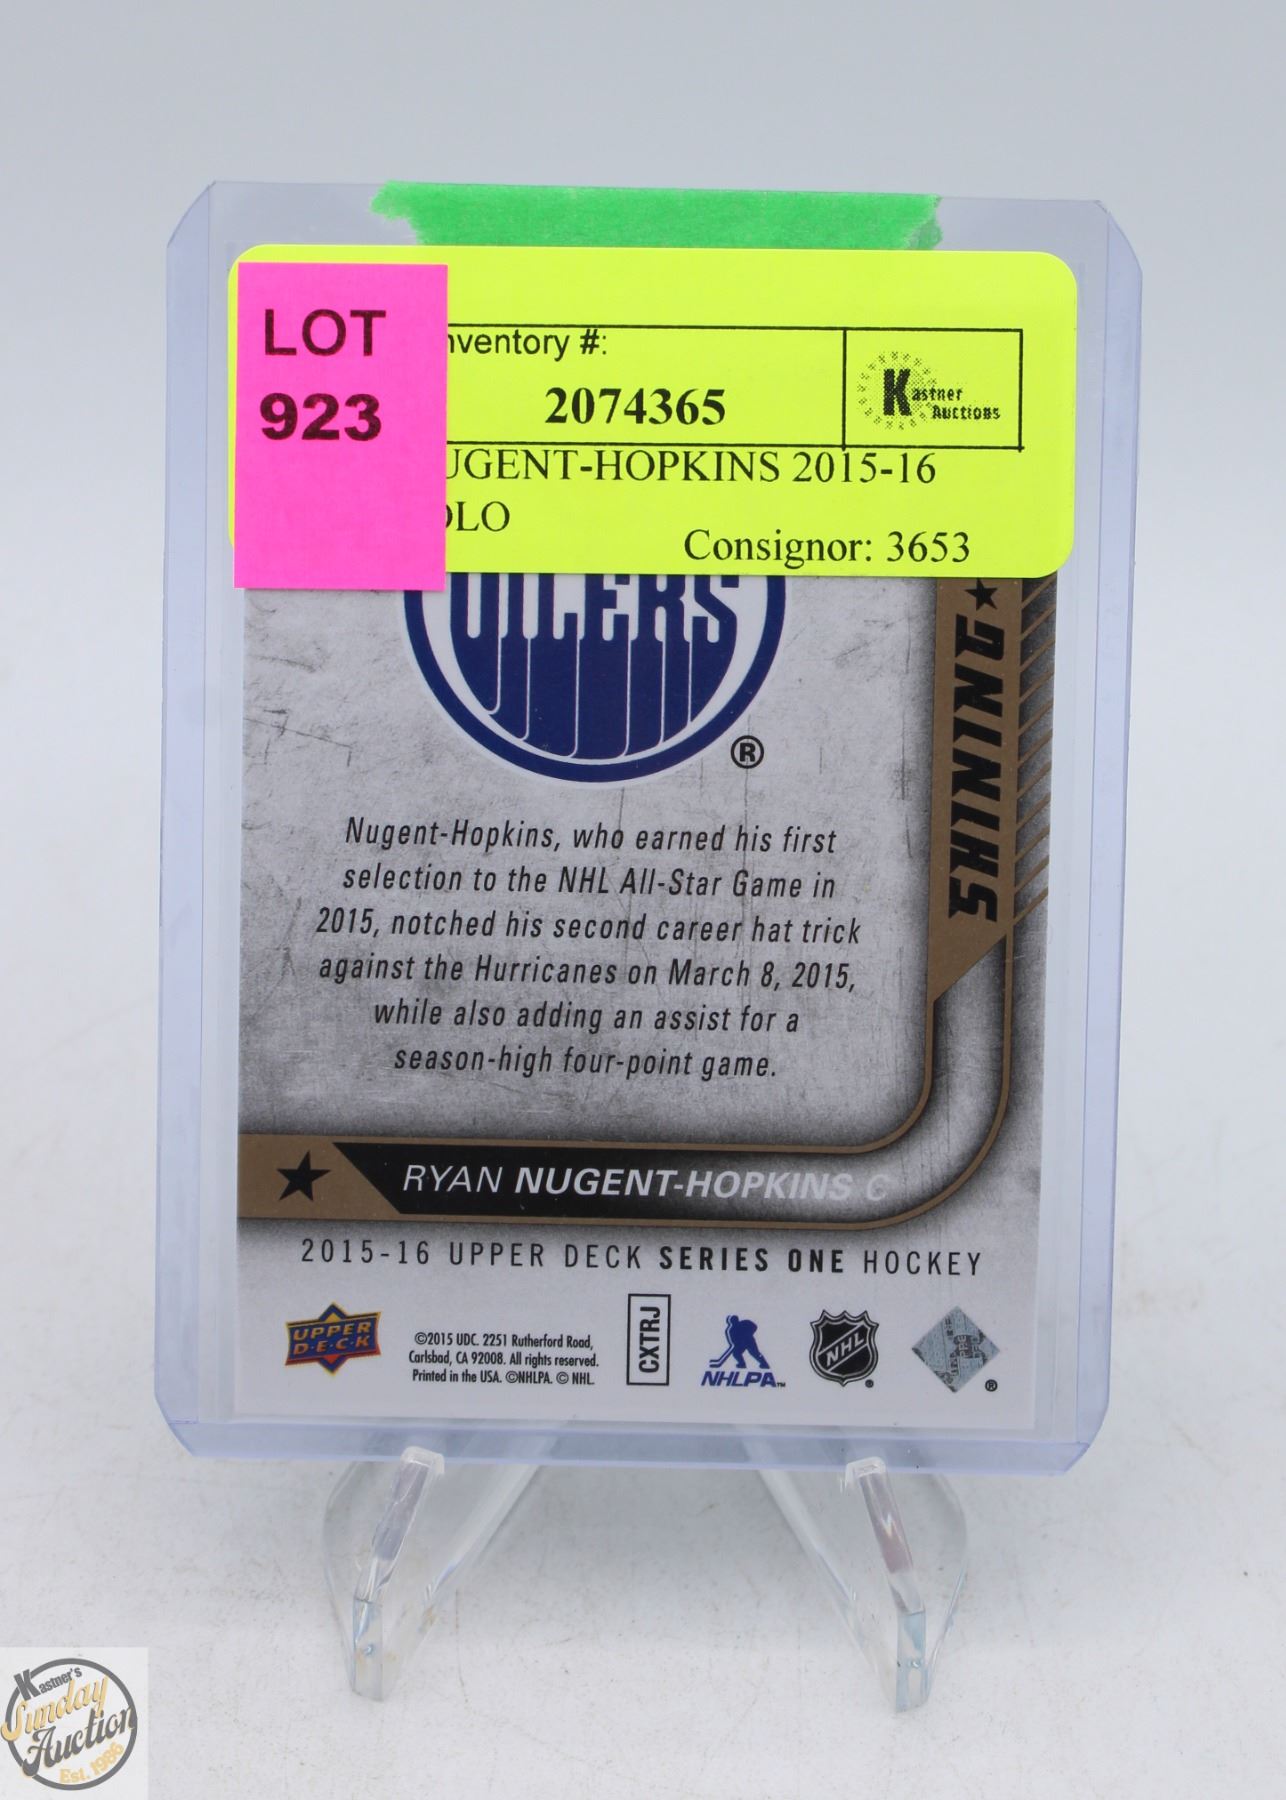 LOT
923
nventory #:
2074365
Kastner
Auctions
UGENT-HOPKINS 2015-16
OLO
Consignor: 3653
OILERS
®
SHINING
Nugent-Hopkins, who earned his first
selection to the NHL All-Star Game in
2015, notched his second career hat trick
against the Hurricanes on March 8, 2015,
while also adding an assist for a
season-high four-point game.
RYAN NUGENT-HOPKINS C
2015-16 UPPER DECK SERIES ONE HOCKEY
UPPER
D·E·C·K
©2015 UDC. 2251 Rutherford Road,
Carlsbad, CA 92008. All rights reserved.
Printed in the USA. ©NHLPA. © NHL.
CXTRJ
NHLPA™
NHL
®
®
Kastner's
Sunday
Auction
Est. 1986